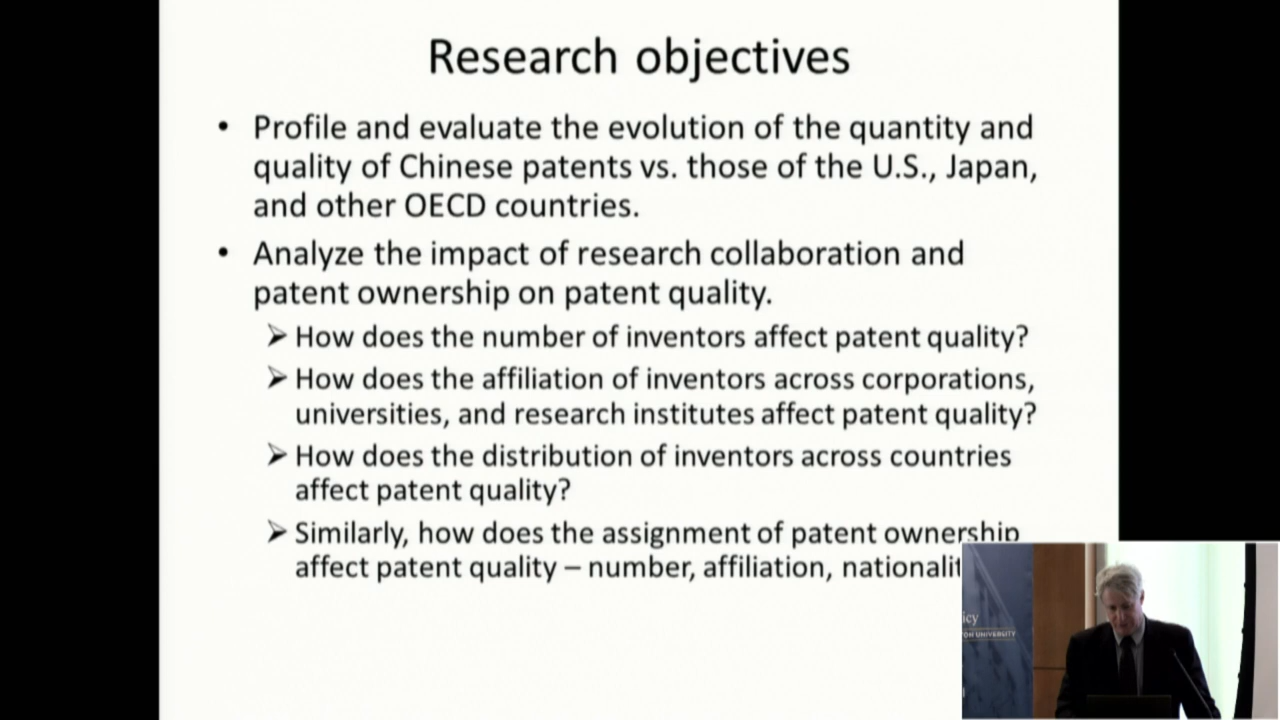 Research objectives
• Profile and evaluate the evolution of the quantity and
quality of Chinese patents vs. those of the U.S., Japan,
and other OECD countries.
• Analyze the impact of research collaboration and
patent ownership on patent quality.
➢ How does the number of inventors affect patent quality?
➢ How does the affiliation of inventors across corporations,
universities, and research institutes affect patent quality?
➢ How does the distribution of inventors across countries
affect patent quality?
➢ Similarly, how does the assignment of patent ownership
affect patent quality – number, affiliation, nationalit
icy
ON UNIVERSITY